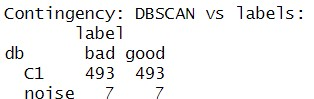 Contingency: DBSCAN vs labels:
label
db bad good
C1 493 493
noise 7 7